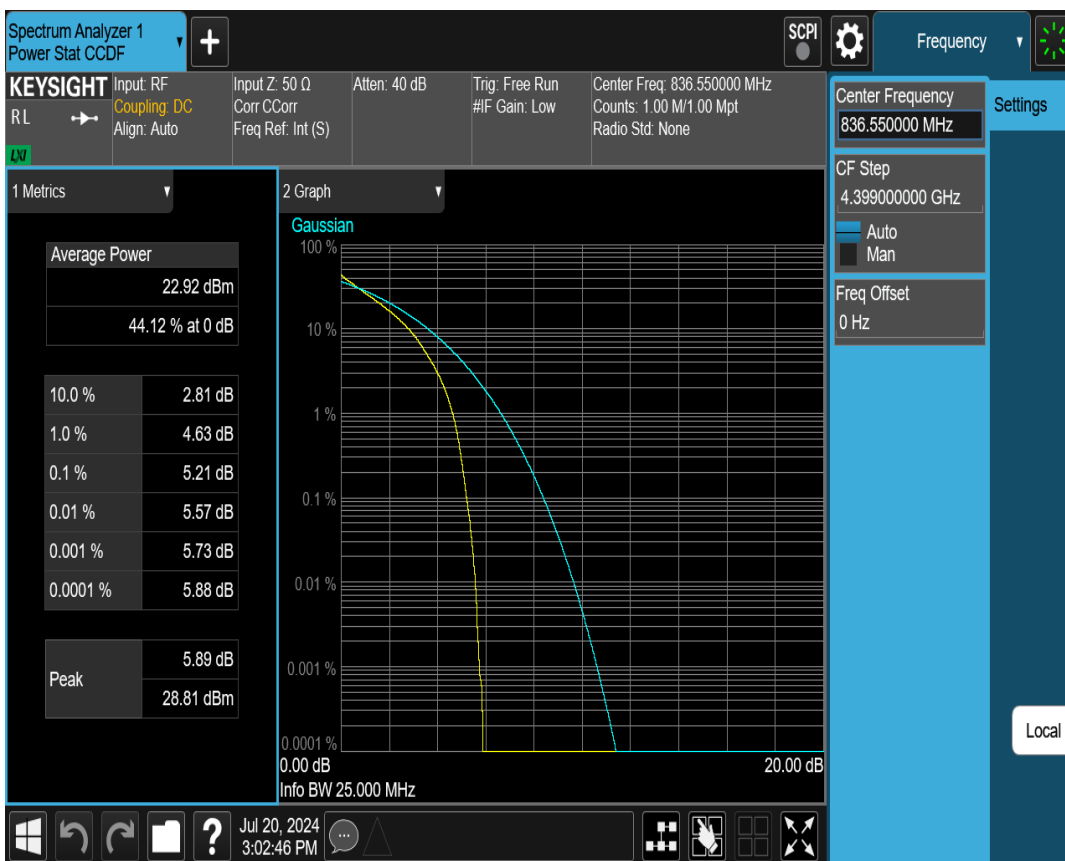 Spectrum Analyzer 1
Power Stat CCDF
+
SCPI
Frequency
KEYSIGHT
RL
LXI
Input: RF
Coupling: DC
Align: Auto
Input Z: 50 Ω
Corr CCorr
Freq Ref: Int (S)
Atten: 40 dB
Trig: Free Run
#IF Gain: Low
Center Freq: 836.550000 MHz
Counts: 1.00 M/1.00 Mpt
Radio Std: None
Center Frequency
836.550000 MHz
Settings
CF Step
4.399000000 GHz
Auto
Man
Freq Offset
0 Hz
Local
1 Metrics
Average Power
22.92 dBm
44.12 % at 0 dB
10.0 % 2.81 dB
1.0 % 4.63 dB
0.1 % 5.21 dB
0.01 % 5.57 dB
0.001 % 5.73 dB
0.0001 % 5.88 dB
Peak
5.89 dB
28.81 dBm
2 Graph
Gaussian
100 %
10 %
1 %
0.1 %
0.01 %
0.001 %
0.0001 %
0.00 dB 20.00 dB
Info BW 25.000 MHz
?
Jul 20, 2024
3:02:46 PM